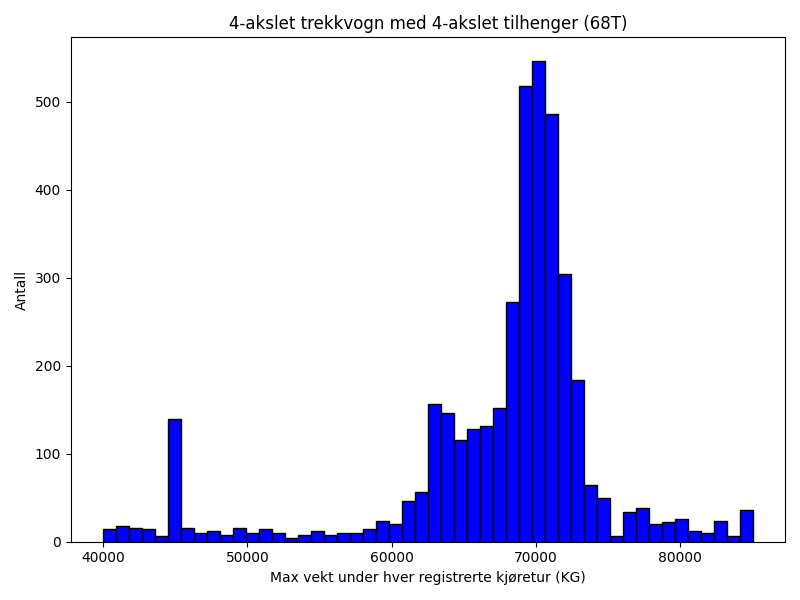 4-akslet trekkvogn med 4-akslet tilhenger (68T)
500
400
300
200
100
0
Antall
40000 50000 60000 70000 80000
Max vekt under hver registrerte kjøretur (KG)